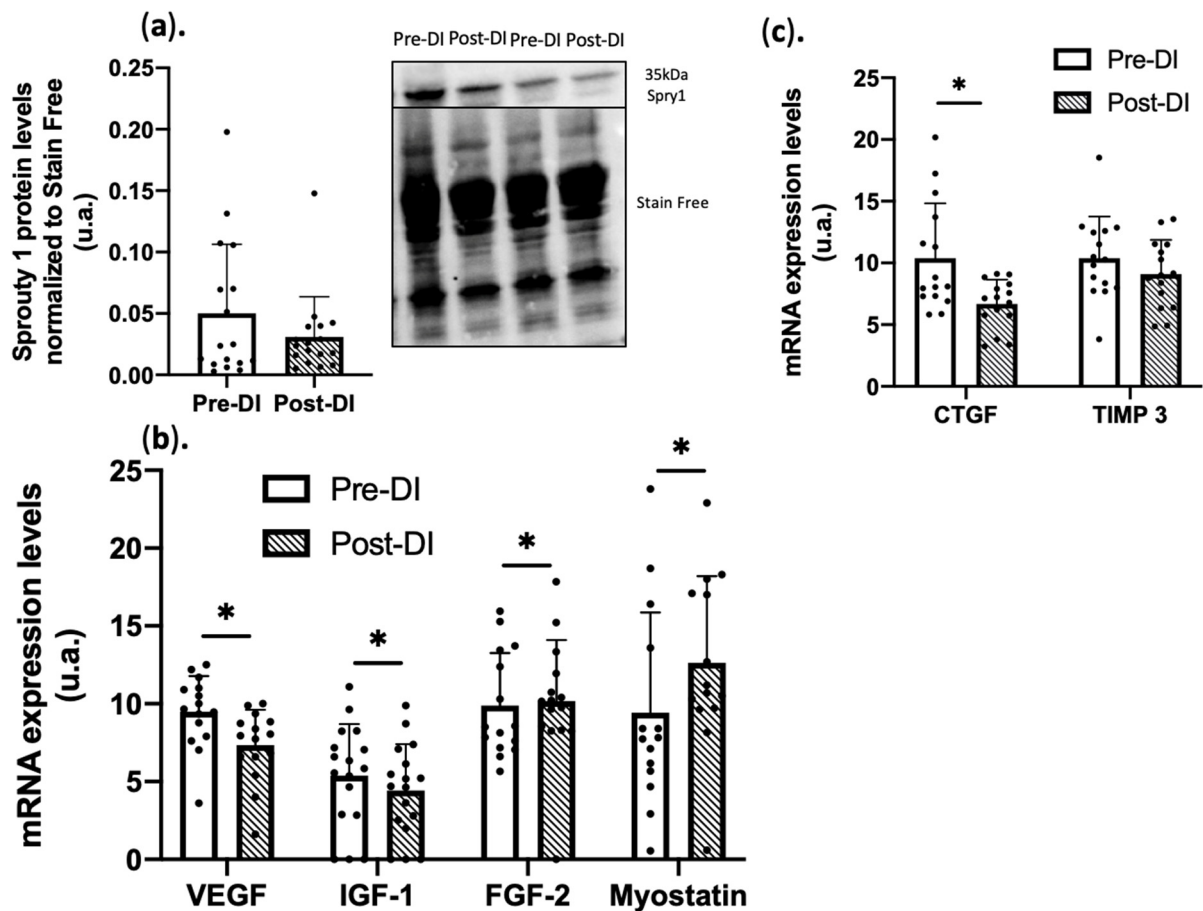 (a).
Sprouty 1 protein levels
normalized to Stain Free
(u.a.)
0.25
0.20
0.15
0.10
0.05
0.00
Pre-DI Post-DI
Pre-DI Post-DI Pre-DI Post-DI
35kDa
Spry1
Stain Free
(c).
mRNA expression levels
(u.a.)
25
20
15
10
5
0
Pre-DI
Post-DI
*
CTGF TIMP 3
(b).
mRNA expression levels
(u.a.)
25
20
15
10
5
0
Pre-DI
Post-DI
* * * *
VEGF IGF-1 FGF-2 Myostatin